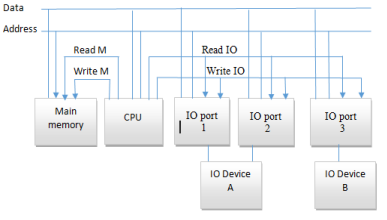 Data
Address
Read M
Read IO
Write M
Write IO
Main
memory
CPU
IO port
1
IO port
2
IO port
3
IO Device
A
IO Device
B